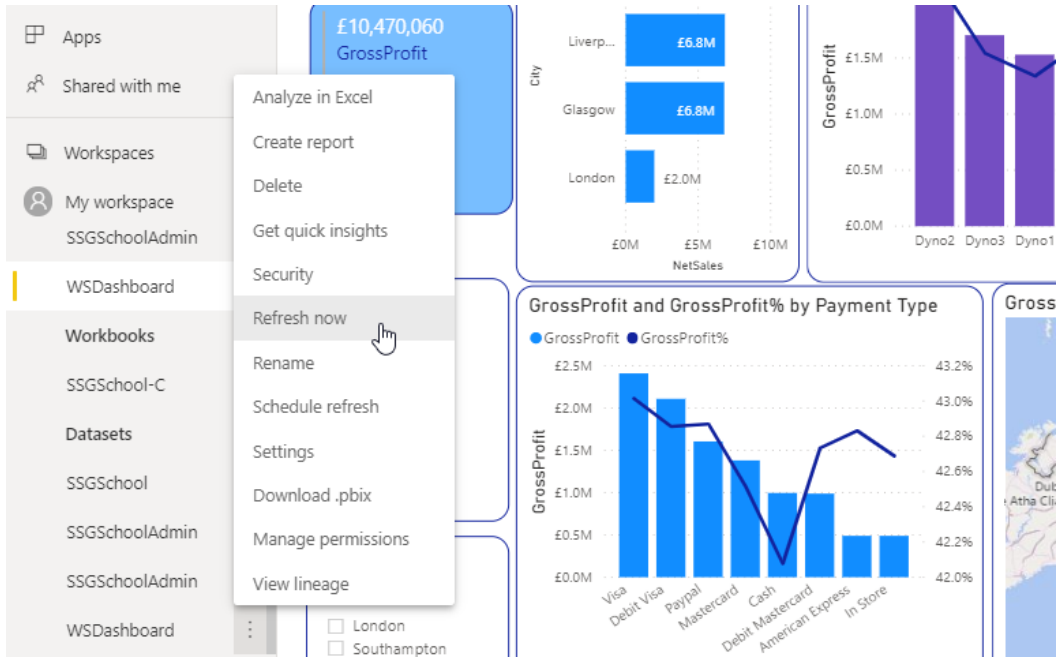 Apps
Shared with me
Workspaces
My workspace
SSGSchoolAdmin
WSDashboard
Workbooks
SSGSchool-C
Datasets
SSGSchool
SSGSchoolAdmin
SSGSchoolAdmin
WSDashboard
Analyze in Excel
Create report
Delete
Get quick insights
Security
Refresh now
Rename
Schedule refresh
Settings
Download .pbix
Manage permissions
View lineage
£10,470,060
GrossProfit
London
Southampton
City
Liverp...
£6.8M
Glasgow
£6.8M
London
£2.0M
£0M £5M £10M
NetSales
GrossProfit
£1.5M
£1.0M
£0.5M
£0.0M
Dyno2 Dyno3 Dyno1
GrossProfit and GrossProfit% by Payment Type
GrossProfit GrossProfit%
GrossProfit
£2.5M
£2.0M
£1.5M
£1.0M
£0.5M
£0.0M
43.2%
43.0%
42.8%
42.6%
42.4%
42.2%
42.0%
Visa
Debit Visa
Paypal
Mastercard
Cash
Debit Mastercard
American Express
In Store
Gross
Dub
Atha Cli